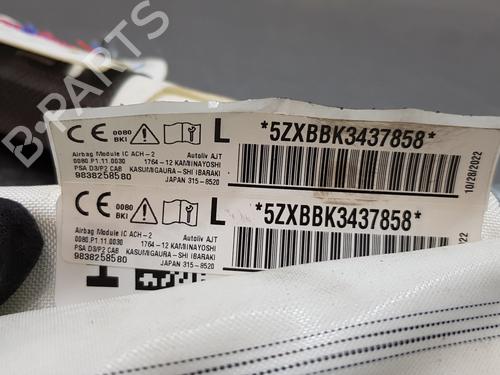 B-PARTS
CE 0080 BKI L *5ZXBBK3437858*
Airbag Module IC ACH-2 Autoliv AJT
0080.P1.11.0030 1764-12 KAMINAYOSHI
PSA D3/P2 CAB KASUMIGAURA-SHI IBARAKI
9838258580 JAPAN 315-8520
10/28/2022
CE 0080 BKI L *5ZXBBK3437858*
Airbag Module IC ACH-2 Autoliv AJT
0080.P1.11.0030 1764-12 KAMINAYOSHI
PSA D3/P2 CAB KASUMIGAURA-SHI IBARAKI
9838258580 JAPAN 315-8520